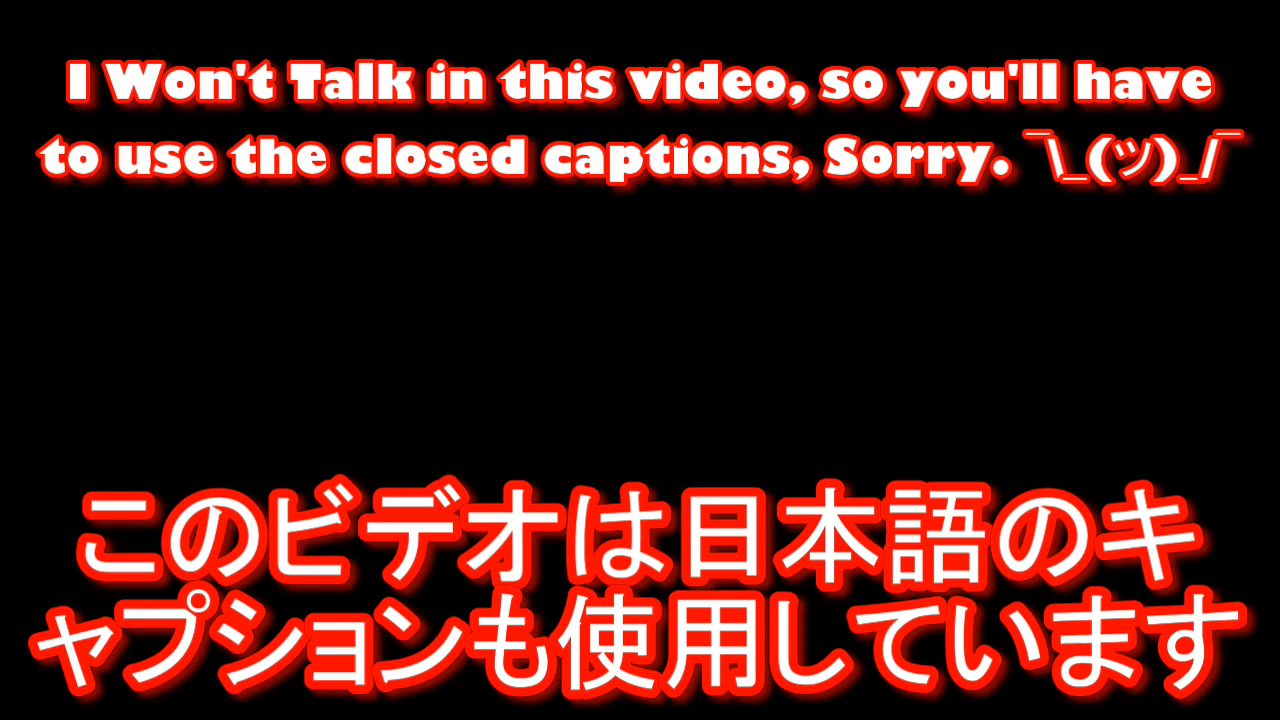 I Won't Talk in this video, so you'll have
to use the closed captions, Sorry. ¯\_(ツ)_/¯
このビデオは日本語のキ
ャプションも使用しています